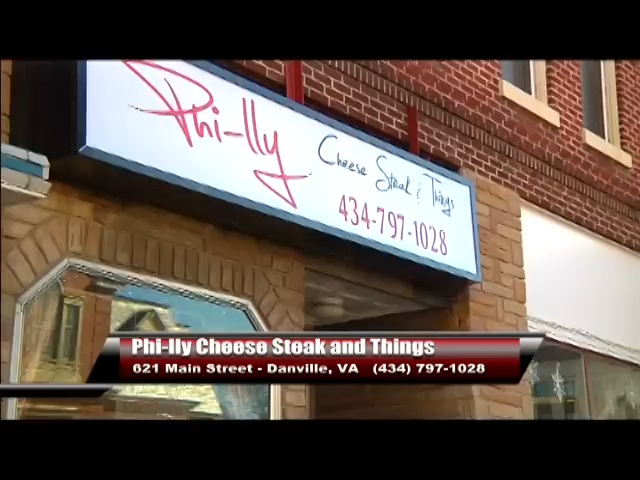 Phi-lly
Cheese Steak & Things
434-797-1028
Phi-lly Cheese Steak and Things
621 Main Street - Danville, VA (434) 797-1028